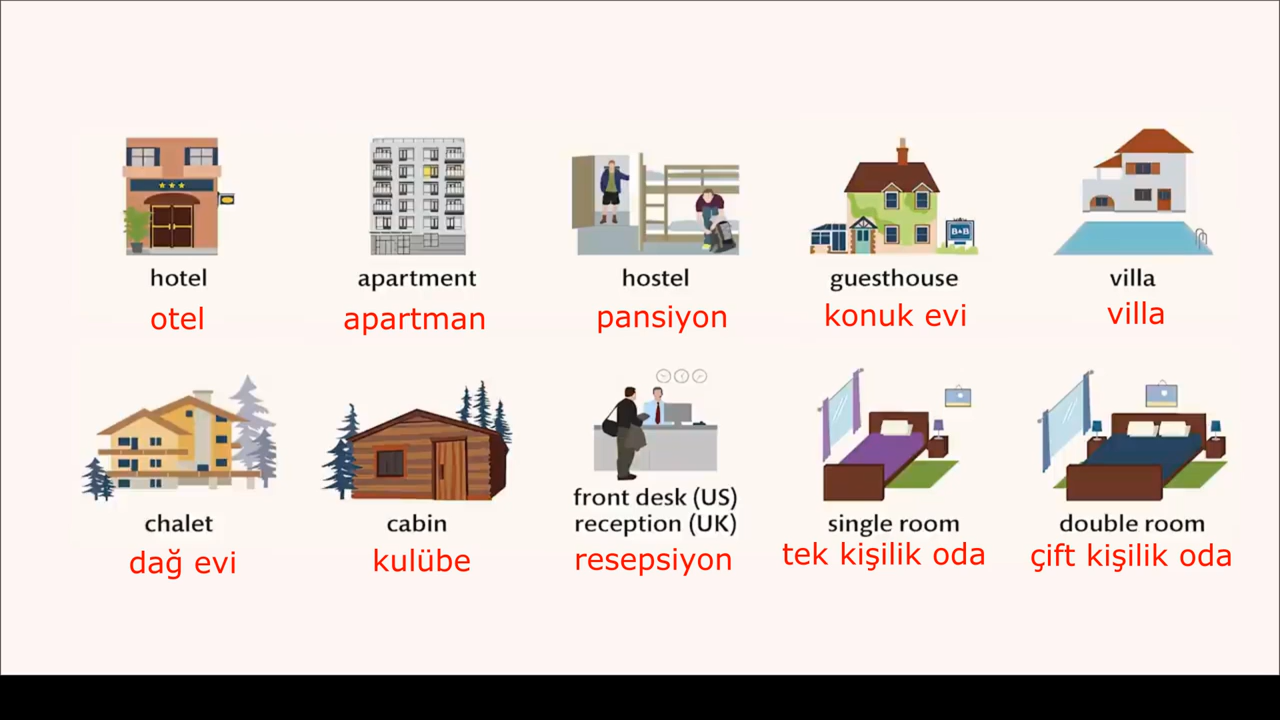 B&B
hotel
apartment
hostel
guesthouse
villa
otel
apartman
pansiyon
konuk evi
villa
chalet
cabin
front desk (US)
reception (UK)
single room
double room
dağ evi
kulübe
resepsiyon
tek kişilik oda
çift kişilik oda